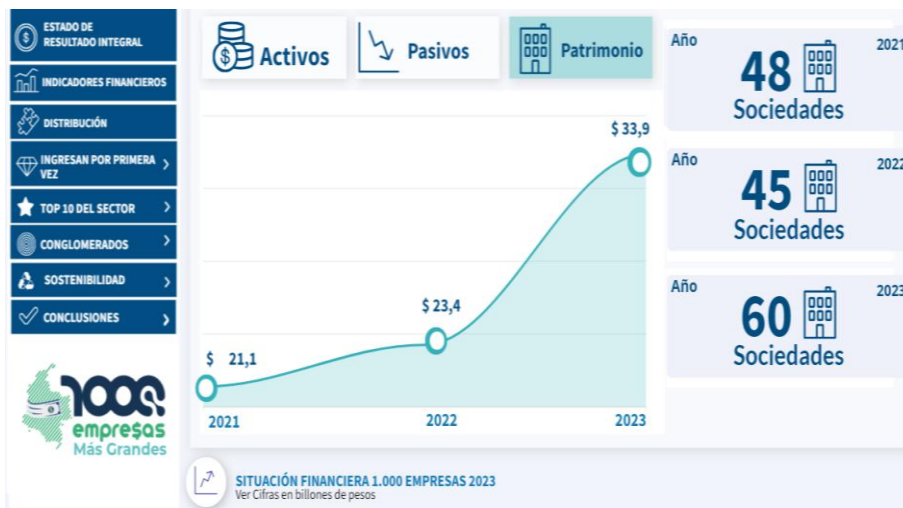 ESTADO DE
RESULTADO INTEGRAL
INDICADORES FINANCIEROS
DISTRIBUCIÓN
INGRESAN POR PRIMERA
VEZ
TOP 10 DEL SECTOR
CONGLOMERADOS
SOSTENIBILIDAD
CONCLUSIONES
1000
empresas
Más Grandes
Activos
Pasivos
Patrimonio
$ 33,9
$ 23,4
$ 21,1
2021
2022
2023
Año 2021
48
Sociedades
Año 2022
45
Sociedades
Año 2023
60
Sociedades
SITUACIÓN FINANCIERA 1.000 EMPRESAS 2023
Ver Cifras en billones de pesos